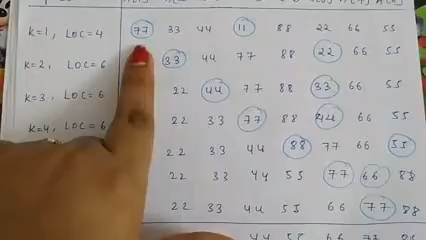 K=1, LOC=4 77 33 44 11 88 22 66 55
K=2, LOC=6 33 44 77 88 22 66 55
K=3, LOC=6 22 44 77 88 33 66 55
K=4, LOC=6 22 33 77 88 44 66 55
22 33 44 88 77 66 55
22 33 44 55 77 66 88
22 33 44 55 66 77 88